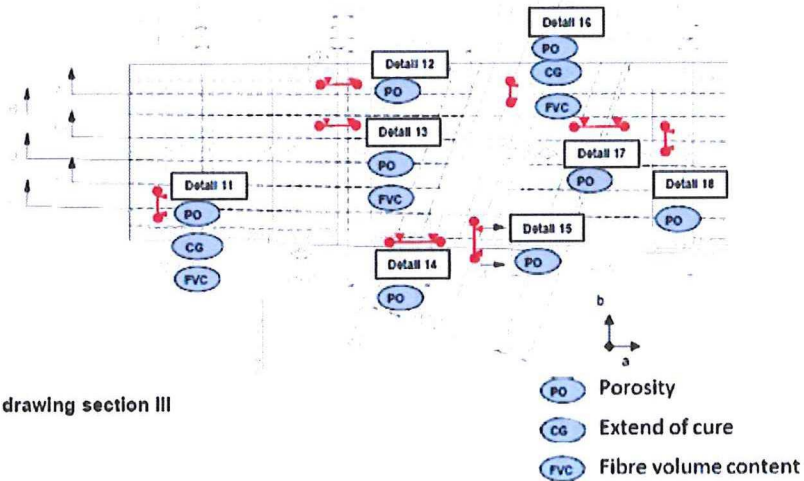 Detail 16
PO
CG
FVC
Detail 12
PO
Detail 13
PO
FVC
Detail 17
PO
Detail 18
PO
Detail 11
PO
CG
FVC
Detail 15
PO
Detail 14
PO
b
a
drawing section III
PO Porosity
CG Extend of cure
FVC Fibre volume content